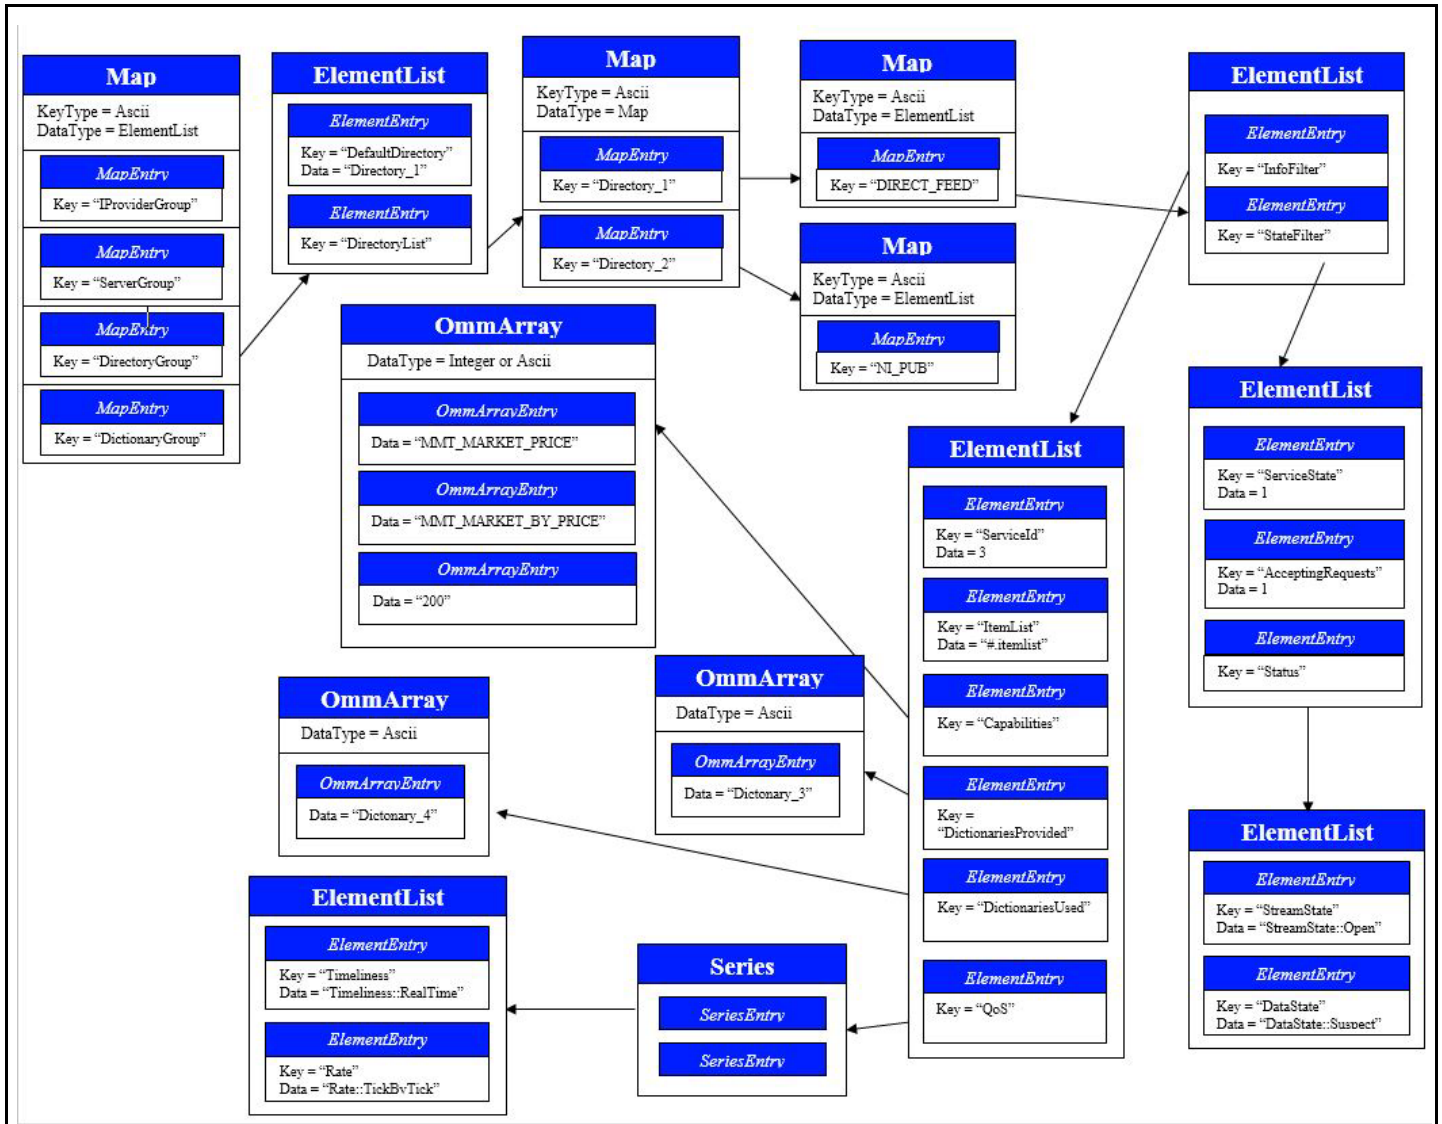 Map
KeyType = Ascii
DataType = ElementList
MapEntry
Key = “IProviderGroup”
MapEntry
Key = “ServerGroup”
MapEntry
Key = “DirectoryGroup”
MapEntry
Key = “DictionaryGroup”
ElementList
ElementEntry
Key = “DefaultDirectory”
Data = “Directory_1”
ElementEntry
Key = “DirectoryList”
Map
KeyType = Ascii
DataType = Map
MapEntry
Key = “Directory_1”
MapEntry
Key = “Directory_2”
Map
KeyType = Ascii
DataType = ElementList
MapEntry
Key = “DIRECT_FEED”
Map
KeyType = Ascii
DataType = ElementList
MapEntry
Key = “NI_PUB”
ElementList
ElementEntry
Key = “InfoFilter”
ElementEntry
Key = “StateFilter”
OmmArray
DataType = Integer or Ascii
OmmArrayEntry
Data = “MMT_MARKET_PRICE”
OmmArrayEntry
Data = “MMT_MARKET_BY_PRICE”
OmmArrayEntry
Data = “200”
ElementList
ElementEntry
Key = “ServiceId”
Data = 3
ElementEntry
Key = “ItemList”
Data = “#.itemlist”
ElementEntry
Key = “Capabilities”
ElementEntry
Key =
“DictionariesProvided”
ElementEntry
Key = “DictionariesUsed”
ElementEntry
Key = “QoS”
ElementList
ElementEntry
Key = “ServiceState”
Data = 1
ElementEntry
Key = “AcceptingRequests”
Data = 1
ElementEntry
Key = “Status”
OmmArray
DataType = Ascii
OmmArrayEntry
Data = “Dictonary_3”
OmmArray
DataType = Ascii
OmmArrayEntry
Data = “Dictonary_4”
ElementList
ElementEntry
Key = “StreamState”
Data = “StreamState::Open”
ElementEntry
Key = “DataState”
Data = “DataState::Suspect”
ElementList
ElementEntry
Key = “Timeliness”
Data = “Timeliness::RealTime”
ElementEntry
Key = “Rate”
Data = “Rate::TickByTick”
Series
SeriesEntry
SeriesEntry